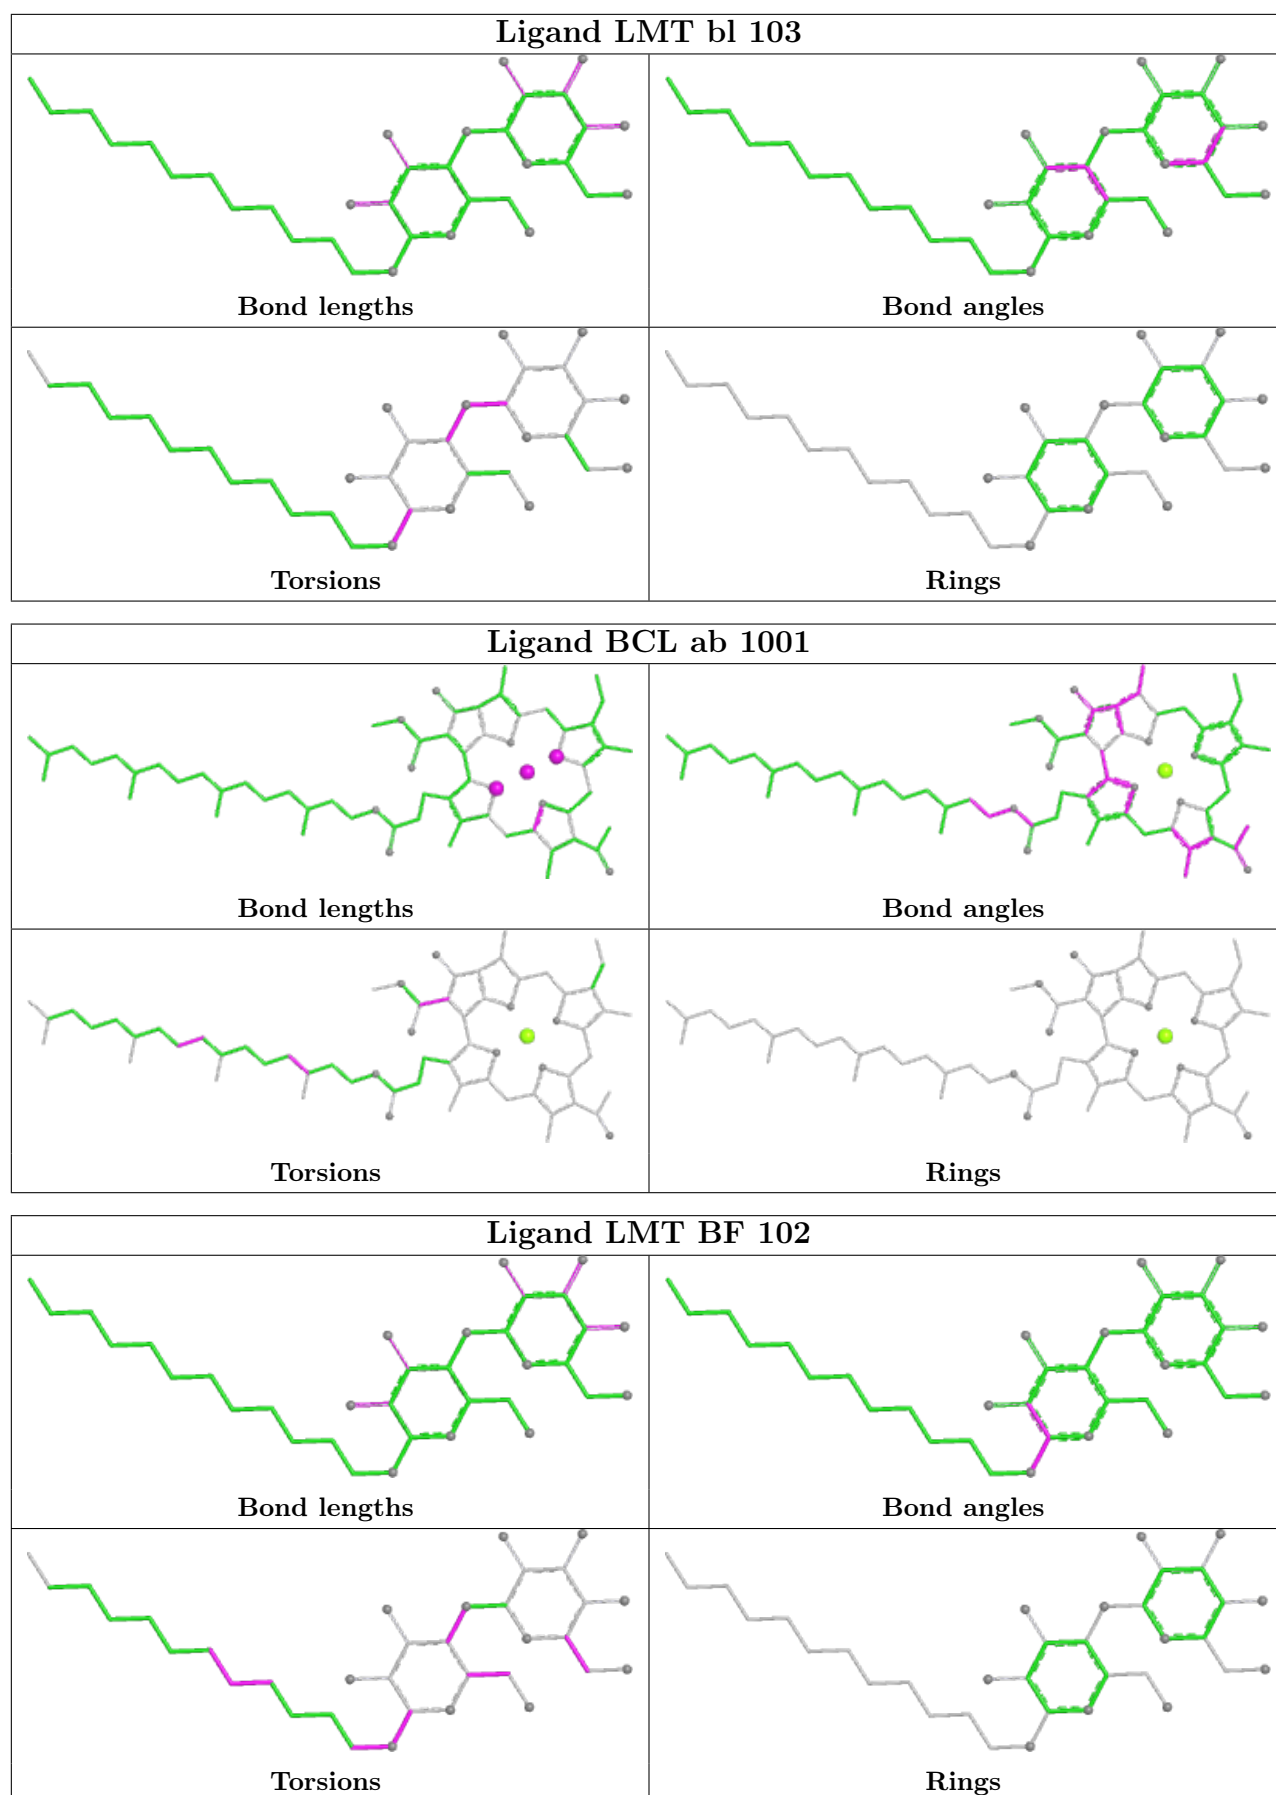 Ligand LMT bl 103
Bond lengths
Bond angles
Torsions
Rings
Ligand BCL ab 1001
Bond lengths
Bond angles
Torsions
Rings
Ligand LMT BF 102
Bond lengths
Bond angles
Torsions
Rings